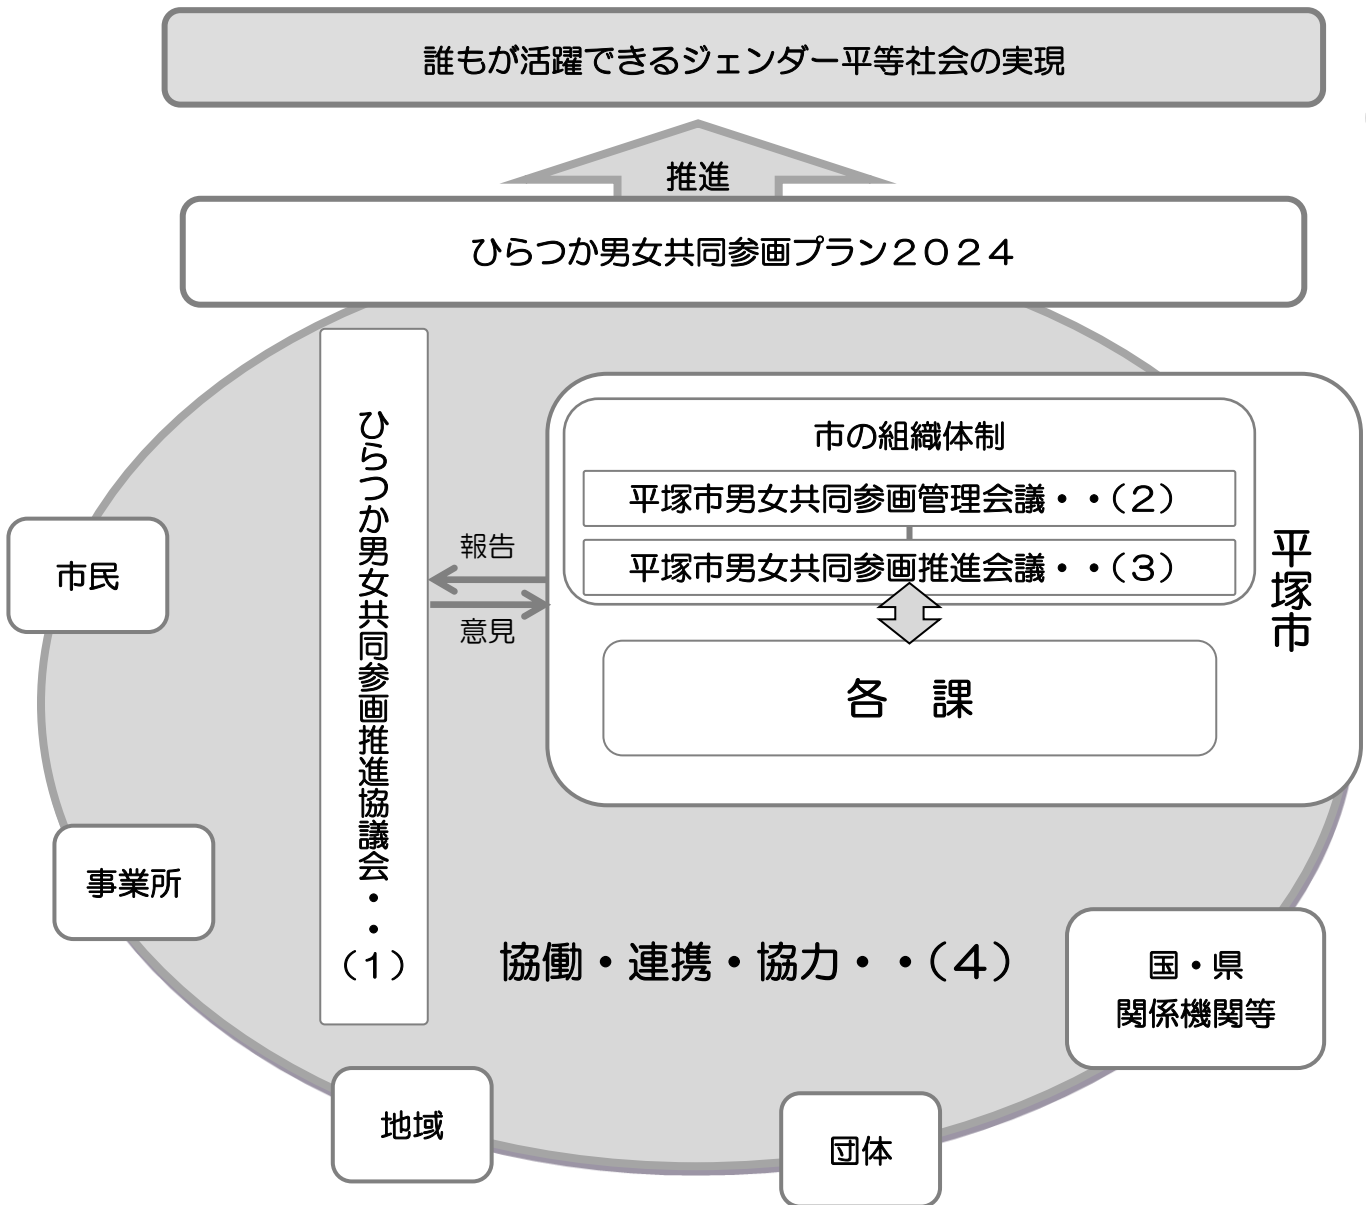 誰もが活躍できるジェンダー平等社会の実現
推進
ひらつか男女共同参画プラン２０２４
ひらつか男女共同参画推進協議会・・（１）
報告
意見
市の組織体制
平塚市男女共同参画管理会議・・（２）
平塚市男女共同参画推進会議・・（３）
各　課
平塚市
市民
事業所
協働・連携・協力・・（４）
国・県
関係機関等
地域
団体